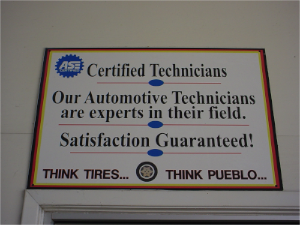 ASE Certified Technicians
Our Automotive Technicians
are experts in their field.
Satisfaction Guaranteed!
THINK TIRES... THINK PUEBLO...